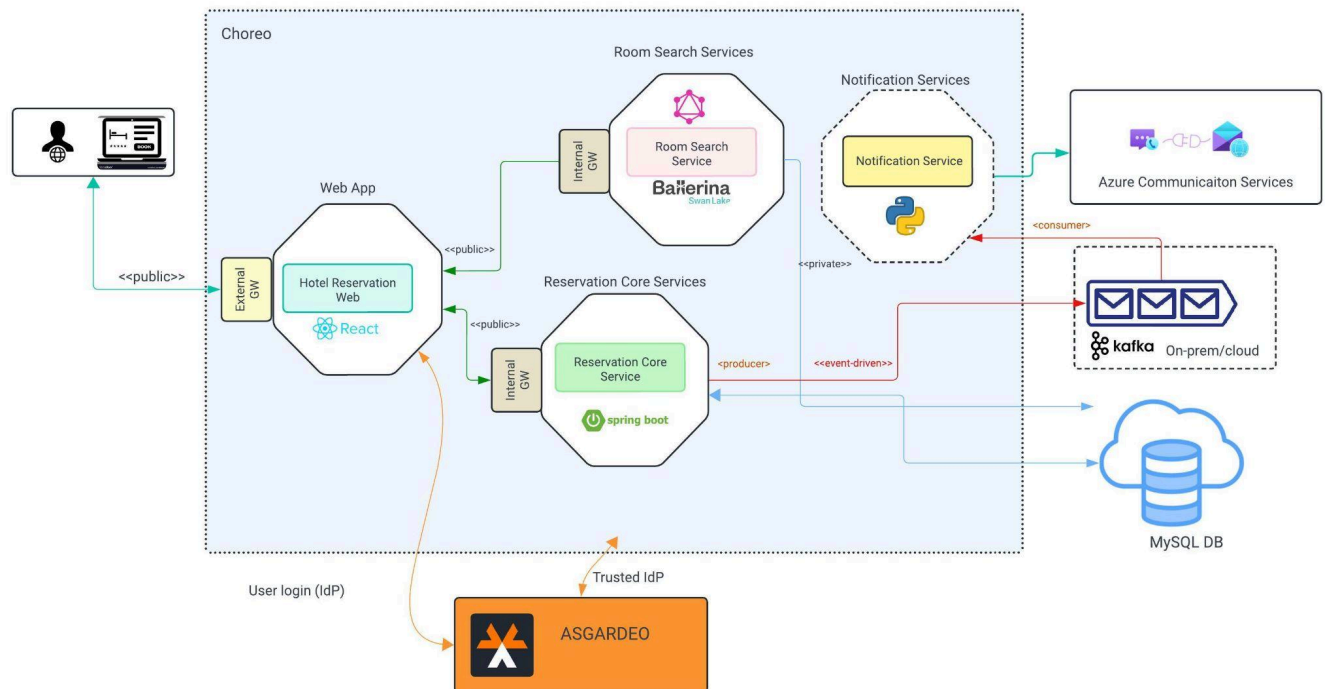 Choreo
Room Search Services
Notification Services
Internal
GW
Room Search
Service
Ballerina
Swan Lake
Notification Service
Azure Communicaiton Services
BOOK
Web App
<<public>>
<<private>>
<consumer>
<<public>>
External
GW
Hotel Reservation
Web
React
Reservation Core Services
<<public>>
Internal
GW
Reservation Core
Service
spring boot
<producer>
<<event-driven>>
kafka
On-prem/cloud
MySQL DB
User login (IdP)
Trusted IdP
ASGARDEO